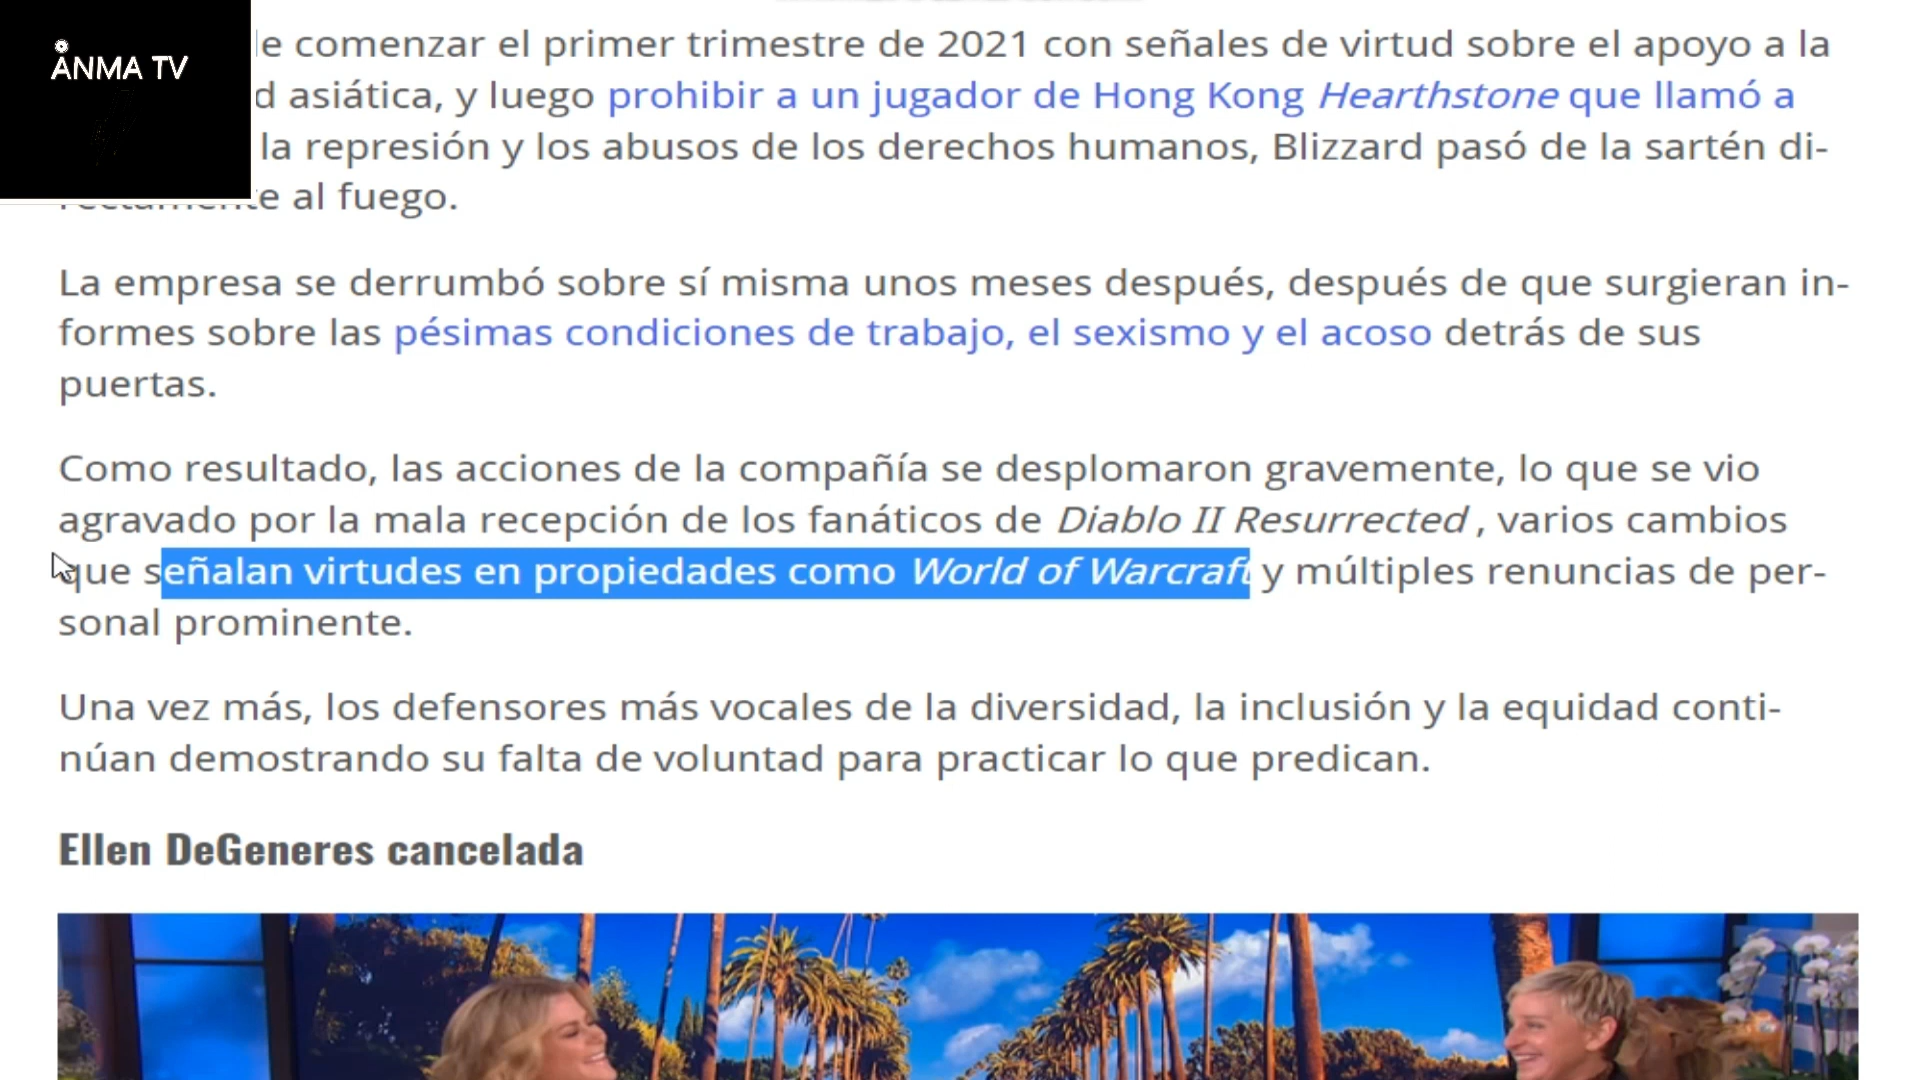 ANMA TV
le comenzar el primer trimestre de 2021 con señales de virtud sobre el apoyo a la
d asiática, y luego prohibir a un jugador de Hong Kong Hearthstone que llamó a
la represión y los abusos de los derechos humanos, Blizzard pasó de la sartén di-
rectamente al fuego.
La empresa se derrumbó sobre sí misma unos meses después, después de que surgieran in-
formes sobre las pésimas condiciones de trabajo, el sexismo y el acoso detrás de sus
puertas.
Como resultado, las acciones de la compañía se desplomaron gravemente, lo que se vio
agravado por la mala recepción de los fanáticos de Diablo II Resurrected , varios cambios
que señalan virtudes en propiedades como World of Warcraft y múltiples renuncias de per-
sonal prominente.
Una vez más, los defensores más vocales de la diversidad, la inclusión y la equidad conti-
núan demostrando su falta de voluntad para practicar lo que predican.
Ellen DeGeneres cancelada